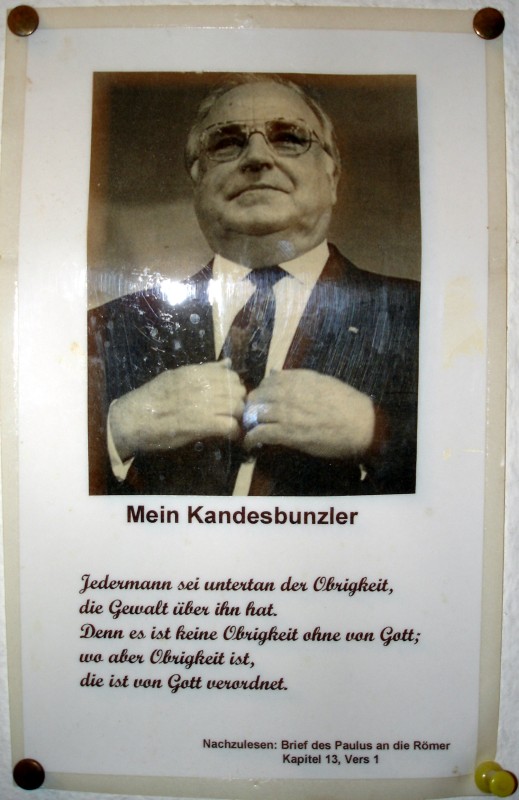 Mein Kandesbunzler
Jedermann sei untertan der Obrigkeit,
die Gewalt über ihn hat.
Denn es ist keine Obrigkeit ohne von Gott;
wo aber Obrigkeit ist,
die ist von Gott verordnet.
Nachzulesen: Brief des Paulus an die Römer
Kapitel 13, Vers 1